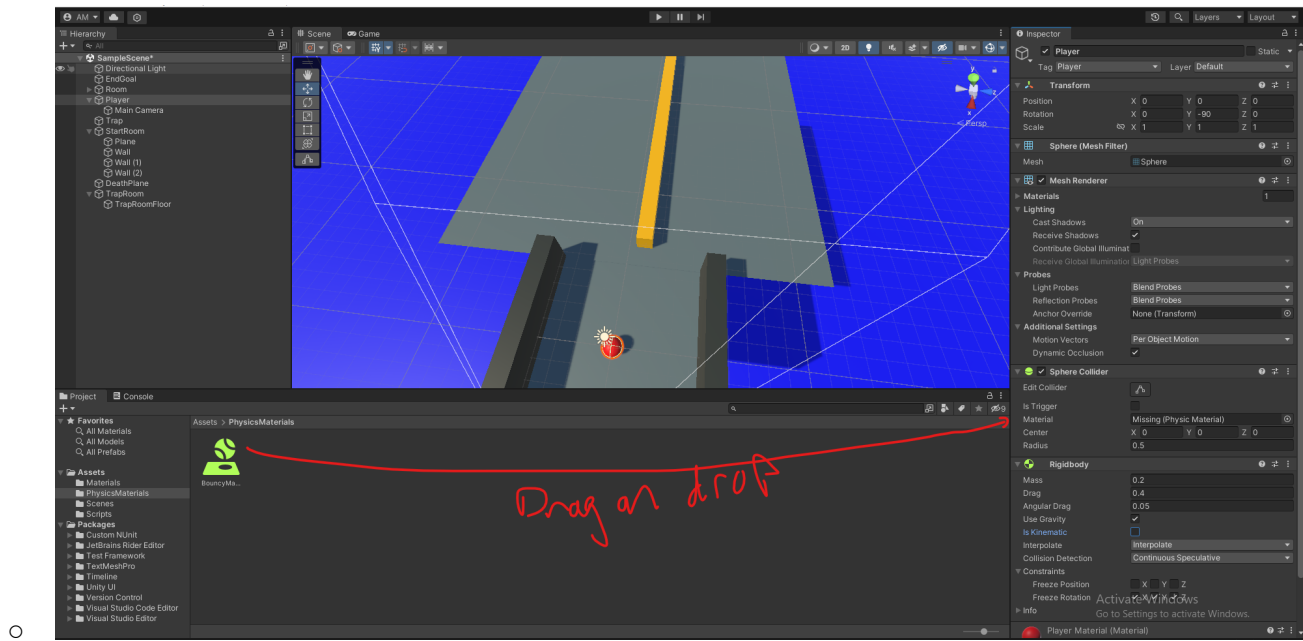 AM
Layers
Layout
Hierarchy
All
SampleScene*
Directional Light
EndGoal
Room
Player
Main Camera
Trap
StartRoom
Plane
Wall
Wall (1)
Wall (2)
DeathPlane
TrapRoom
TrapRoomFloor
Scene Game
2D
y
z
x
< Persp
Inspector
Player Static
Tag Player Layer Default
Transform
Position X 0 Y 0 Z 0
Rotation X 0 Y -90 Z 0
Scale X 1 Y 1 Z 1
Sphere (Mesh Filter)
Mesh Sphere
Mesh Renderer
Materials 1
Lighting
Cast Shadows On
Receive Shadows
Contribute Global Illuminat
Receive Global Illumination Light Probes
Probes
Light Probes Blend Probes
Reflection Probes Blend Probes
Anchor Override None (Transform)
Additional Settings
Motion Vectors Per Object Motion
Dynamic Occlusion
Sphere Collider
Edit Collider
Is Trigger
Material Missing (Physic Material)
Center X 0 Y 0 Z 0
Radius 0.5
Rigidbody
Mass 0.2
Drag 0.4
Angular Drag 0.05
Use Gravity
Is Kinematic
Interpolate Interpolate
Collision Detection Continuous Speculative
Constraints
Freeze Position X Y Z
Freeze Rotation X Y Z
Info
Activate Windows
Go to Settings to activate Windows.
Player Material (Material)
Project Console
9
Favorites
All Materials
All Models
All Prefabs
Assets
Materials
PhysicsMaterials
Scenes
Scripts
Packages
Custom NUnit
JetBrains Rider Editor
Test Framework
TextMeshPro
Timeline
Unity UI
Version Control
Visual Studio Code Editor
Visual Studio Editor
Assets > PhysicsMaterials
BouncyMa...
Drag an drop